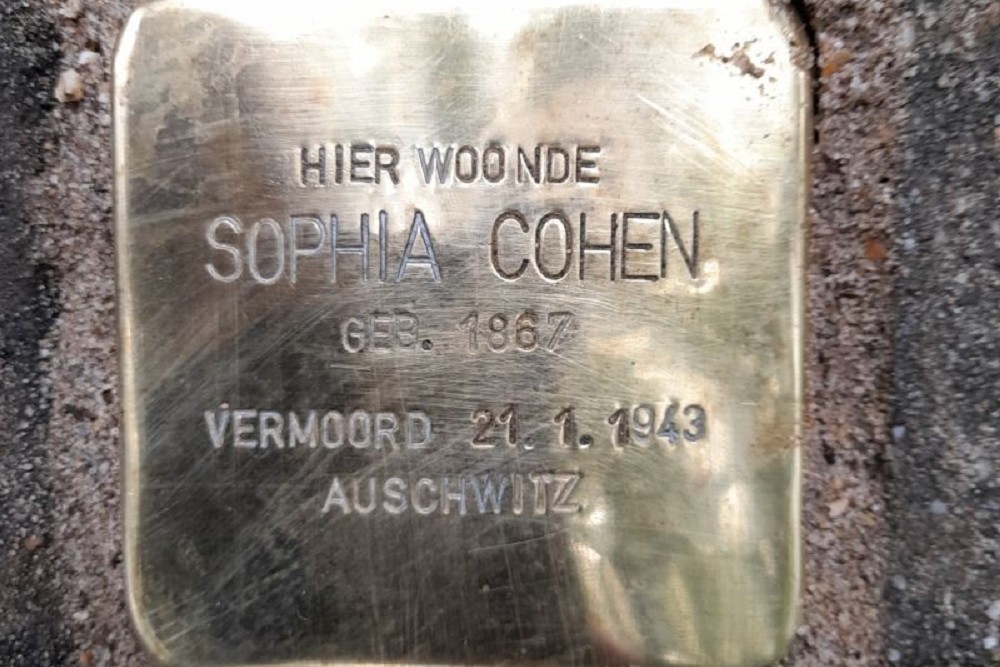 HIER WOONDE
SOPHIA COHEN
GEB. 1867
VERMOORD 21.1.1943
AUSCHWITZ